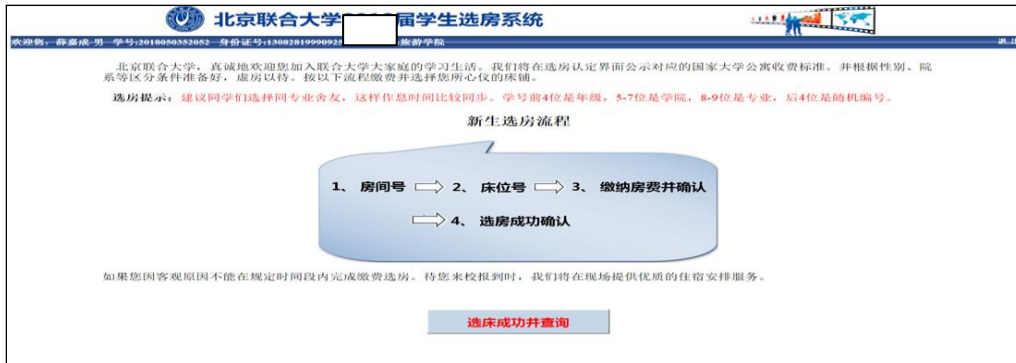 北京联合大学 届学生选房系统
欢迎您：薛嘉成-男 学号:2018050352052 身份证号:1308281999092 旅游学院
北京联合大学，真诚地欢迎您加入联合大学大家庭的学习生活。我们将在选房认定界面公示对应的国家大学公寓收费标准。并根据性别、院
系等区分条件准备好，虚房以待。按以下流程缴费并选择您所心仪的床铺。
选房提示：建议同学们选择同专业舍友，这样作息时间比较同步。学号前4位是年级，5-7位是学院，8-9位是专业，后4位是随机编号。
新生选房流程
1、 房间号 2、 床位号 3、 缴纳房费并确认
4、 选房成功确认
如果您因客观原因不能在规定时间段内完成缴费选房。待您来校报到时，我们将在现场提供优质的住宿安排服务。
选床成功并查询